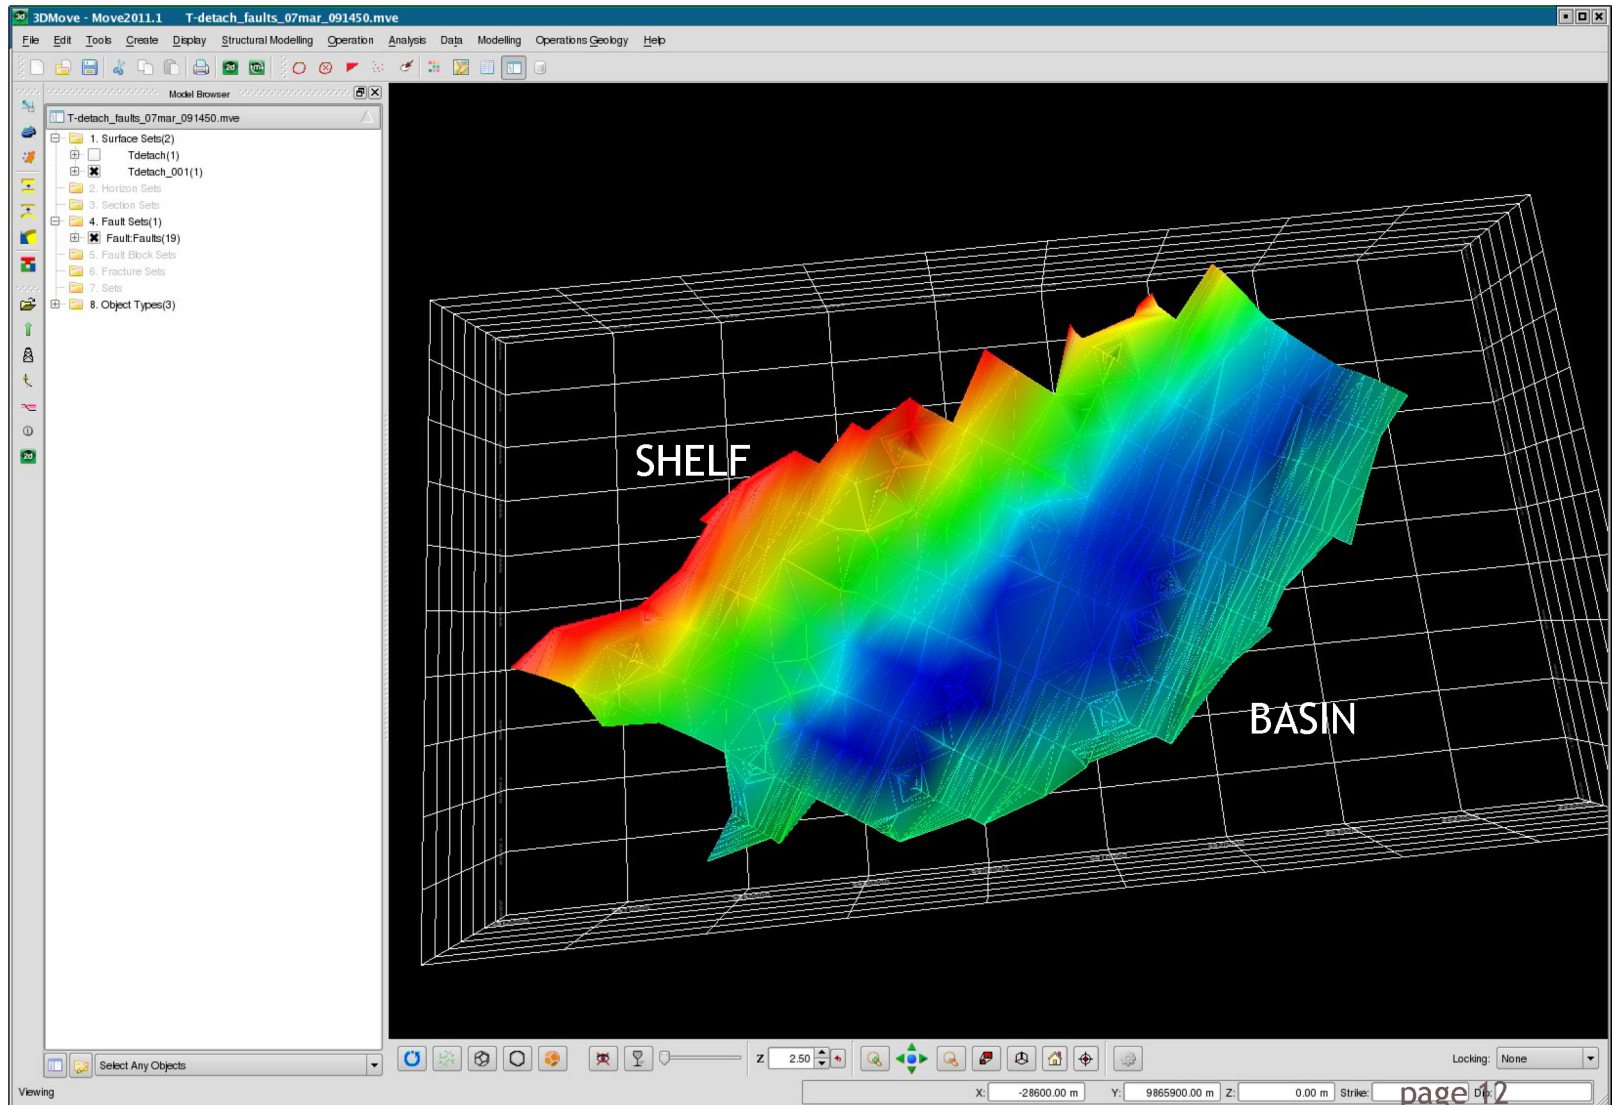 3DMove - Move2011.1 T-detach_faults_07mar_091450.mve
File Edit Tools Create Display Structural Modelling Operation Analysis Data Modelling Operations Geology Help
2d
Model Browser
T-detach_faults_07mar_091450.mve
1. Surface Sets(2)
Tdetach(1)
Tdetach_001(1)
2. Horizon Sets
3. Section Sets
4. Fault Sets(1)
Fault:Faults(19)
5. Fault Block Sets
6. Fracture Sets
7. Sets
8. Object Types(3)
2d
SHELF
BASIN
Select Any Objects
Z 2.50
Locking: None
Viewing
X: -28600.00 m Y: 9865900.00 m Z: 0.00 m Strike: Dip:
page 12